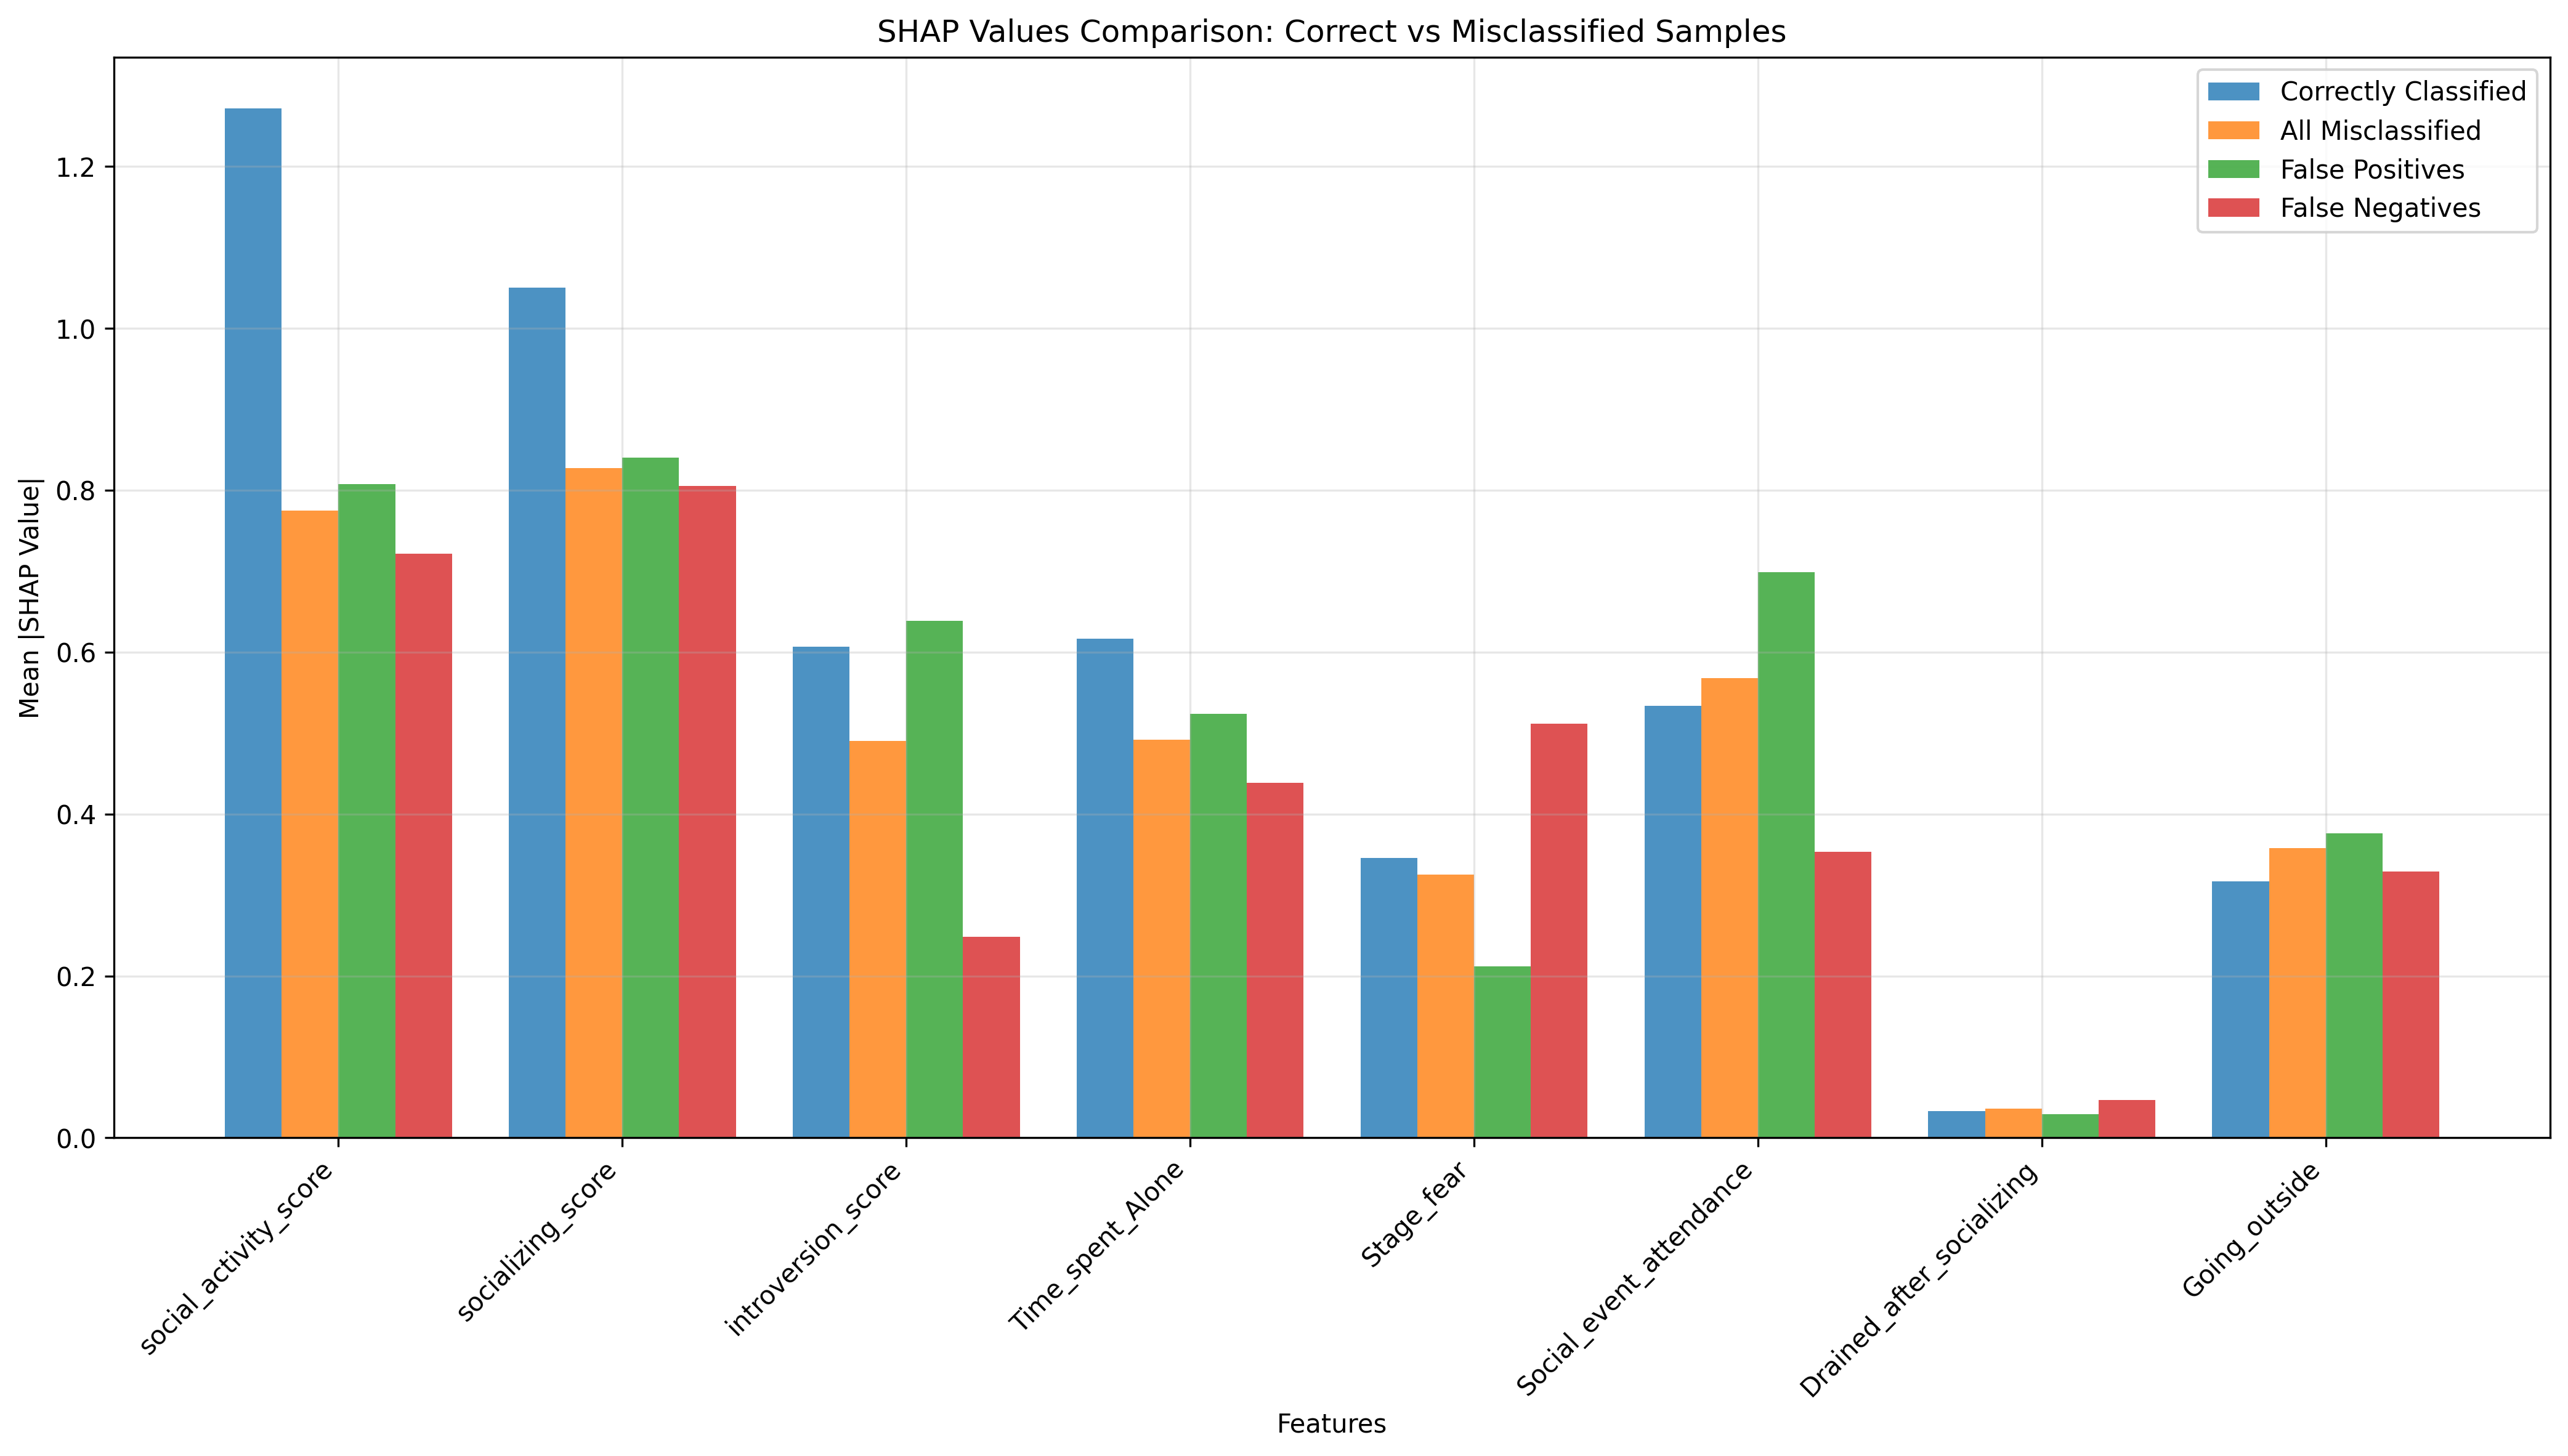 SHAP Values Comparison: Correct vs Misclassified Samples
Correctly Classified
All Misclassified
False Positives
False Negatives
Mean |SHAP Value|
1.2
1.0
0.8
0.6
0.4
0.2
0.0
social_activity_score
socializing_score
introversion_score
Time_spent_Alone
Stage_fear
Social_event_attendance
Drained_after_socializing
Going_outside
Features